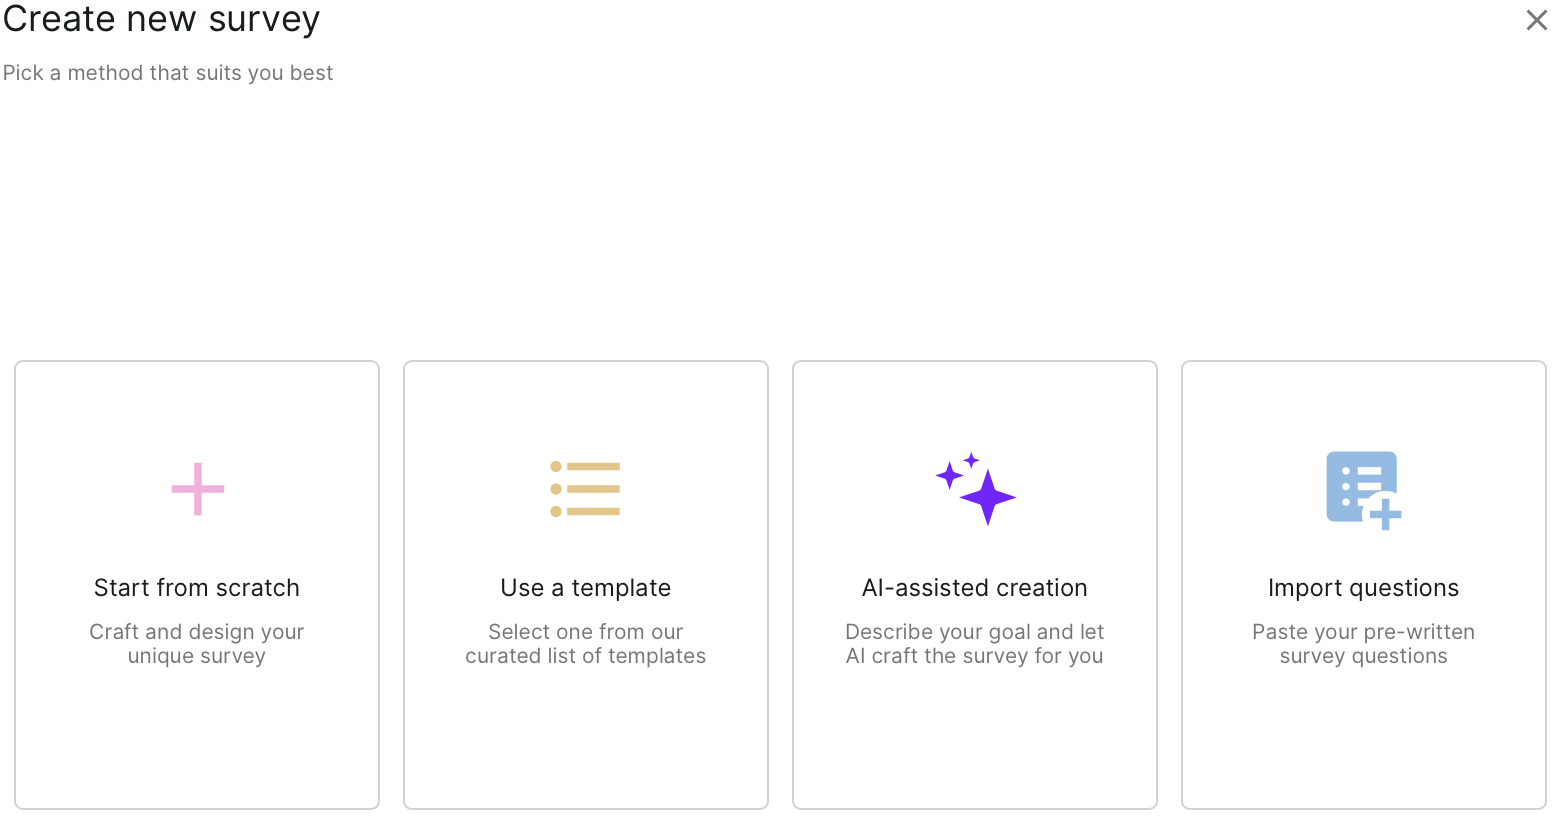 Create new survey
Pick a method that suits you best
Start from scratch
Craft and design your
unique survey
Use a template
Select one from our
curated list of templates
AI-assisted creation
Describe your goal and let
AI craft the survey for you
Import questions
Paste your pre-written
survey questions